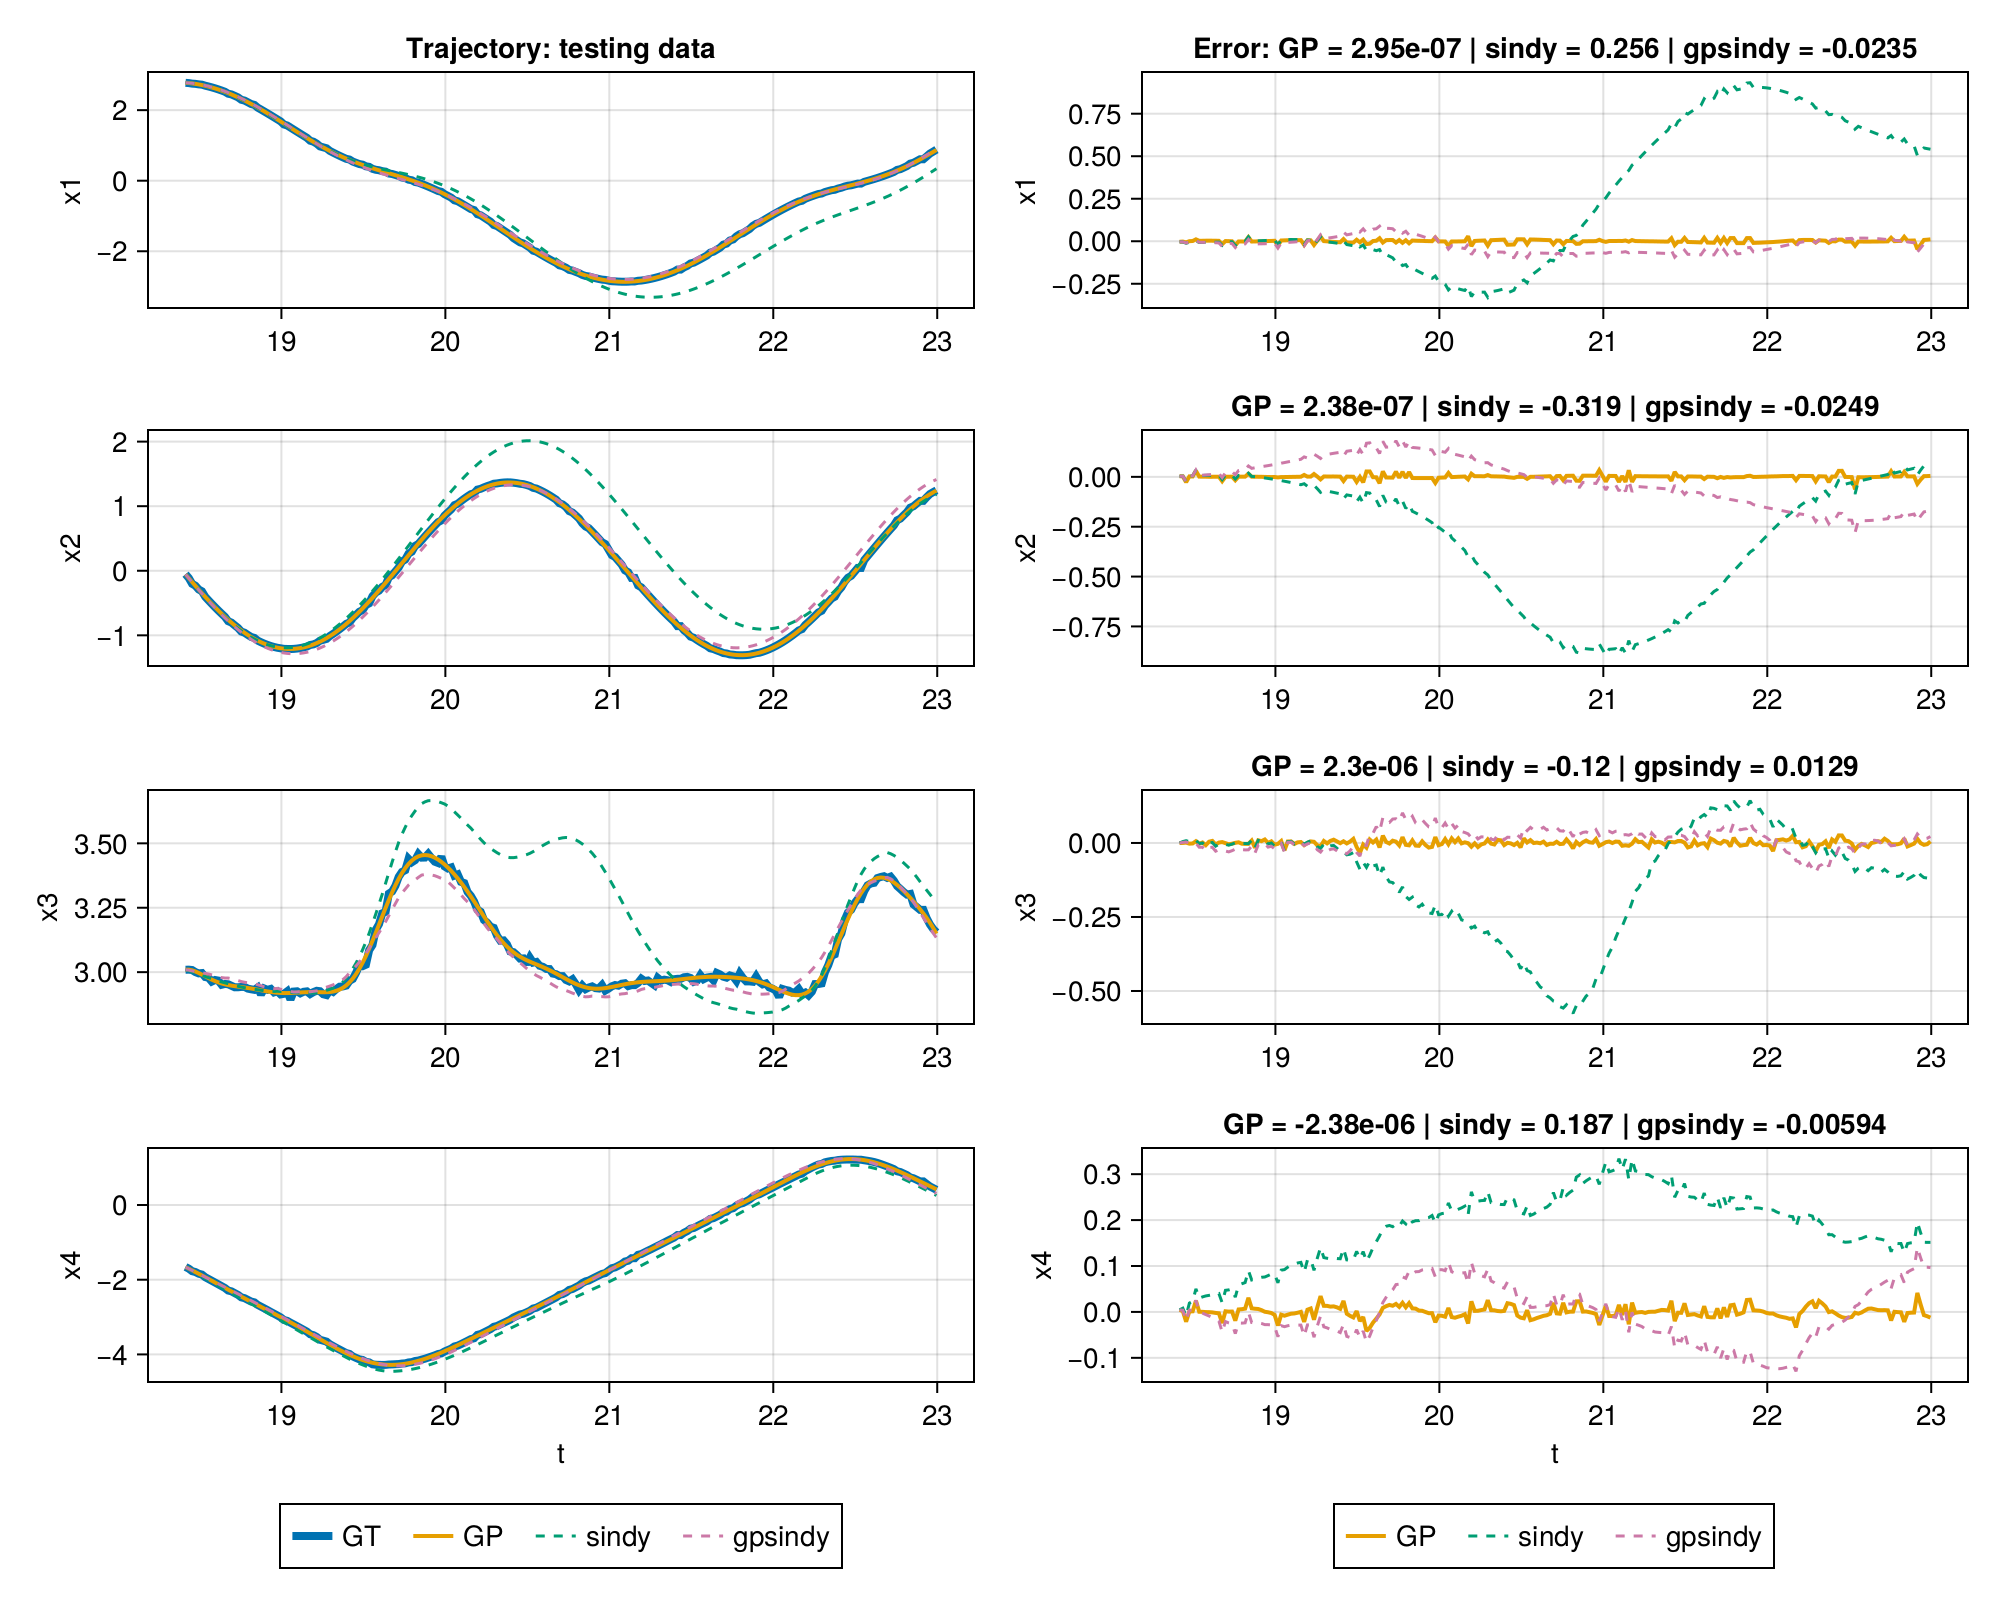 Trajectory: testing data
x1
2
0
−2
19 20 21 22 23
Error: GP = 2.95e-07 | sindy = 0.256 | gpsindy = -0.0235
x1
0.75
0.50
0.25
0.00
−0.25
19 20 21 22 23
x2
2
1
0
−1
19 20 21 22 23
GP = 2.38e-07 | sindy = -0.319 | gpsindy = -0.0249
x2
0.00
−0.25
−0.50
−0.75
19 20 21 22 23
x3
3.50
3.25
3.00
19 20 21 22 23
GP = 2.3e-06 | sindy = -0.12 | gpsindy = 0.0129
x3
0.00
−0.25
−0.50
19 20 21 22 23
x4
0
−2
−4
19 20 21 22 23
t
GP = -2.38e-06 | sindy = 0.187 | gpsindy = -0.00594
x4
0.3
0.2
0.1
0.0
−0.1
19 20 21 22 23
t
GT GP sindy gpsindy
GP sindy gpsindy